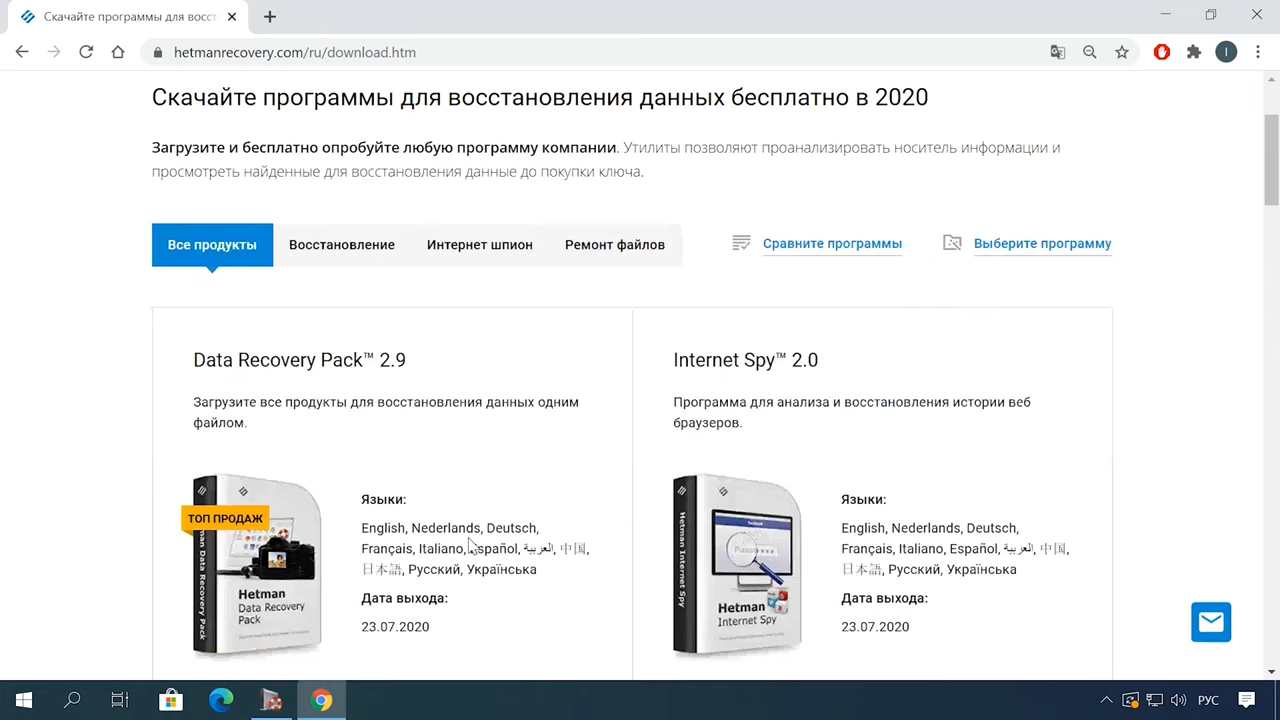 Скачайте программы для восст
hetmanrecovery.com/ru/download.htm
I
Скачайте программы для восстановления данных бесплатно в 2020
Загрузите и бесплатно опробуйте любую программу компании. Утилиты позволяют проанализировать носитель информации и
просмотреть найденные для восстановления данные до покупки ключа.
Все продукты Восстановление Интернет шпион Ремонт файлов Сравните программы Выберите программу
Data Recovery Pack™ 2.9
Загрузите все продукты для восстановления данных одним
файлом.
ТОП ПРОДАЖ
Hetman
Data Recovery
Pack
Языки:
English, Nederlands, Deutsch,
Français, Italiano, Español, العربية, 中国,
日本語, Русский, Українська
Дата выхода:
23.07.2020
Internet Spy™ 2.0
Программа для анализа и восстановления истории веб
браузеров.
Hetman Internet Spy
Hetman
Internet Spy
Языки:
English, Nederlands, Deutsch,
Français, Italiano, Español, العربية, 中国,
日本語, Русский, Українська
Дата выхода:
23.07.2020
РУС